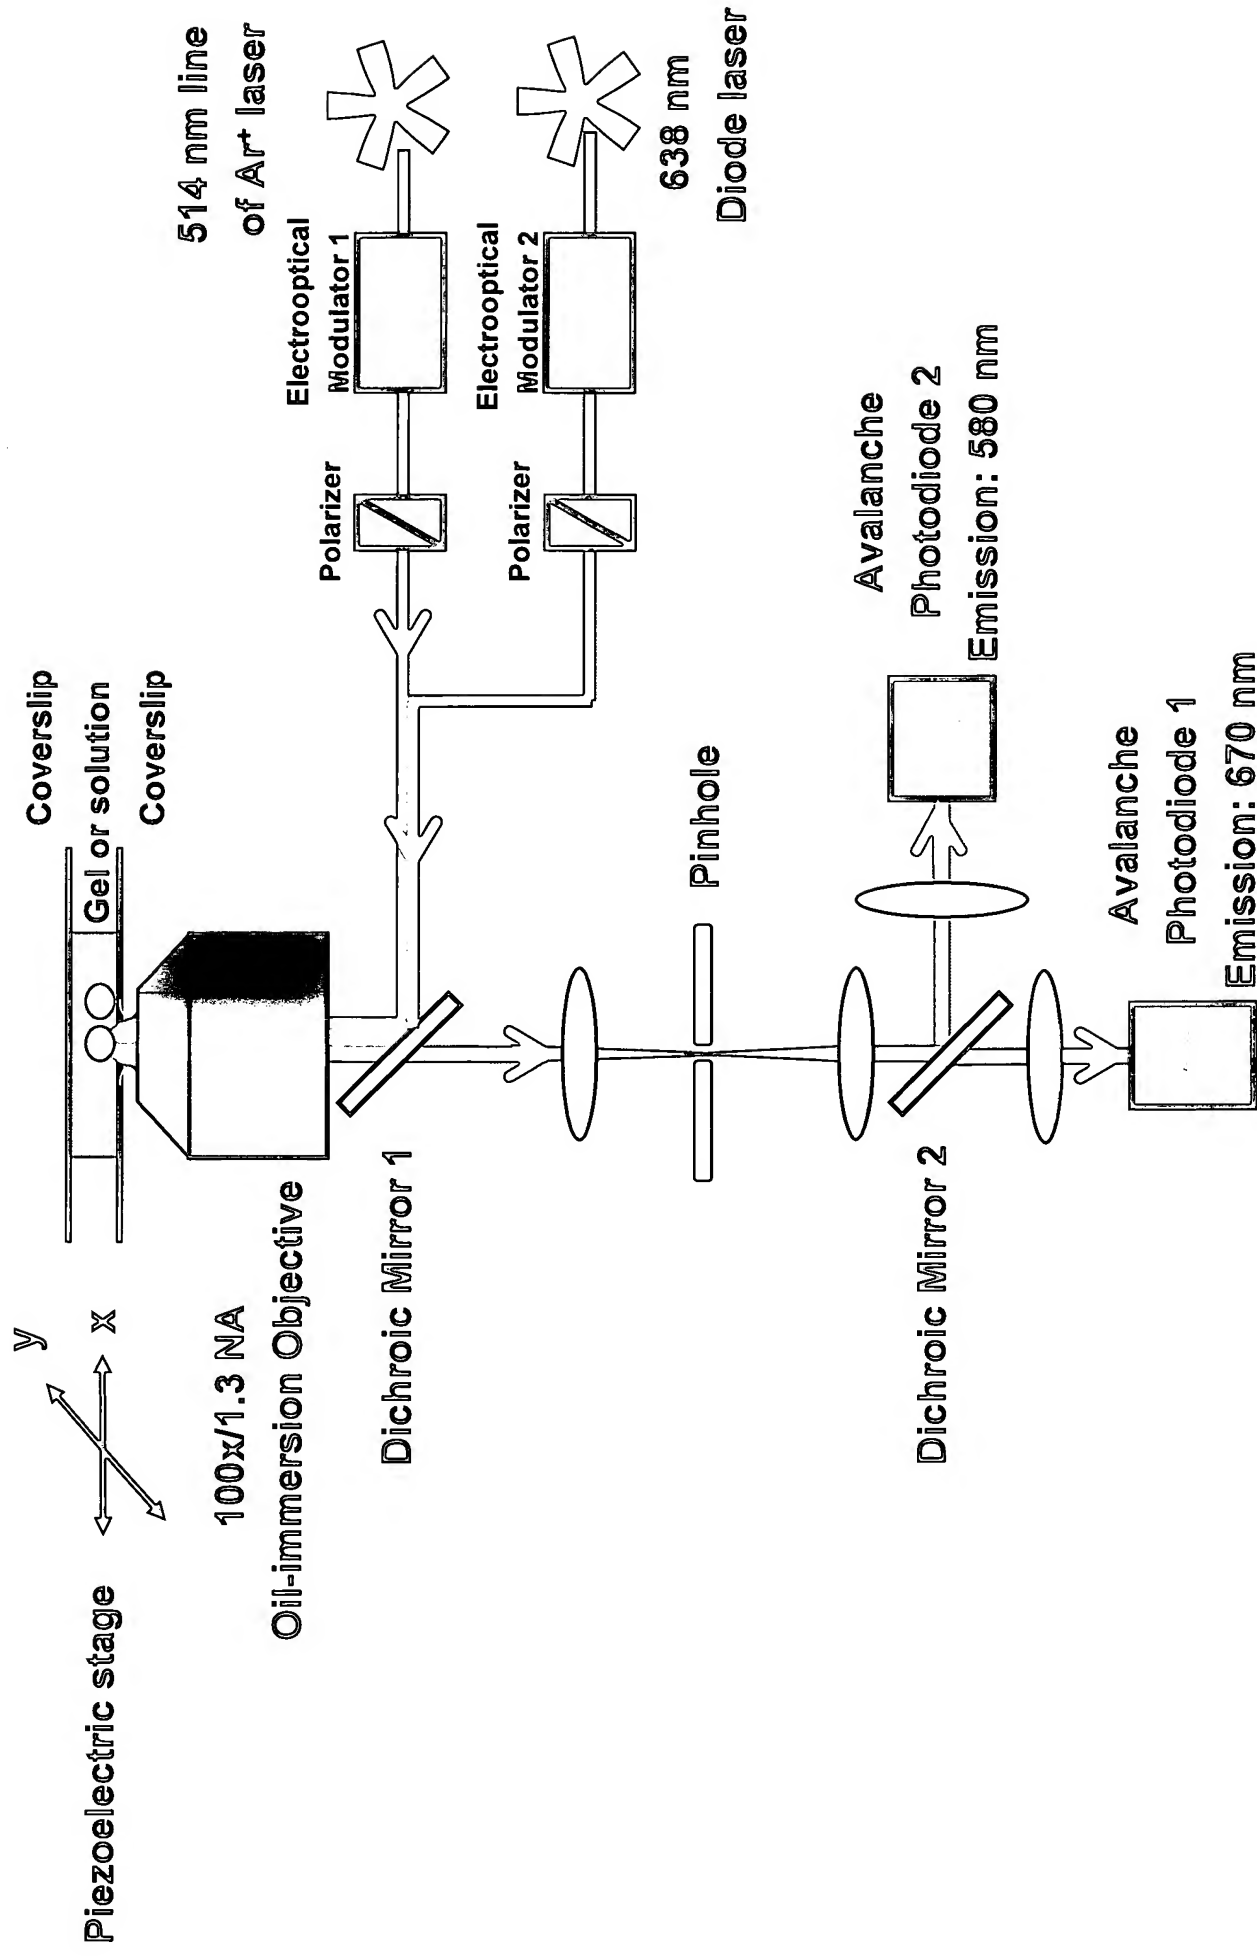 Piezoelectric stage
y
x
Coverslip
Gel or solution
Coverslip
100x/1.3 NA
Oil-immersion Objective
514 nm line
of Ar⁺ laser
Electrooptical
Modulator 1
Polarizer
Electrooptical
Modulator 2
Polarizer
638 nm
Diode laser
Dichroic Mirror 1
Pinhole
Dichroic Mirror 2
Avalanche
Photodiode 2
Emission: 580 nm
Avalanche
Photodiode 1
Emission: 670 nm